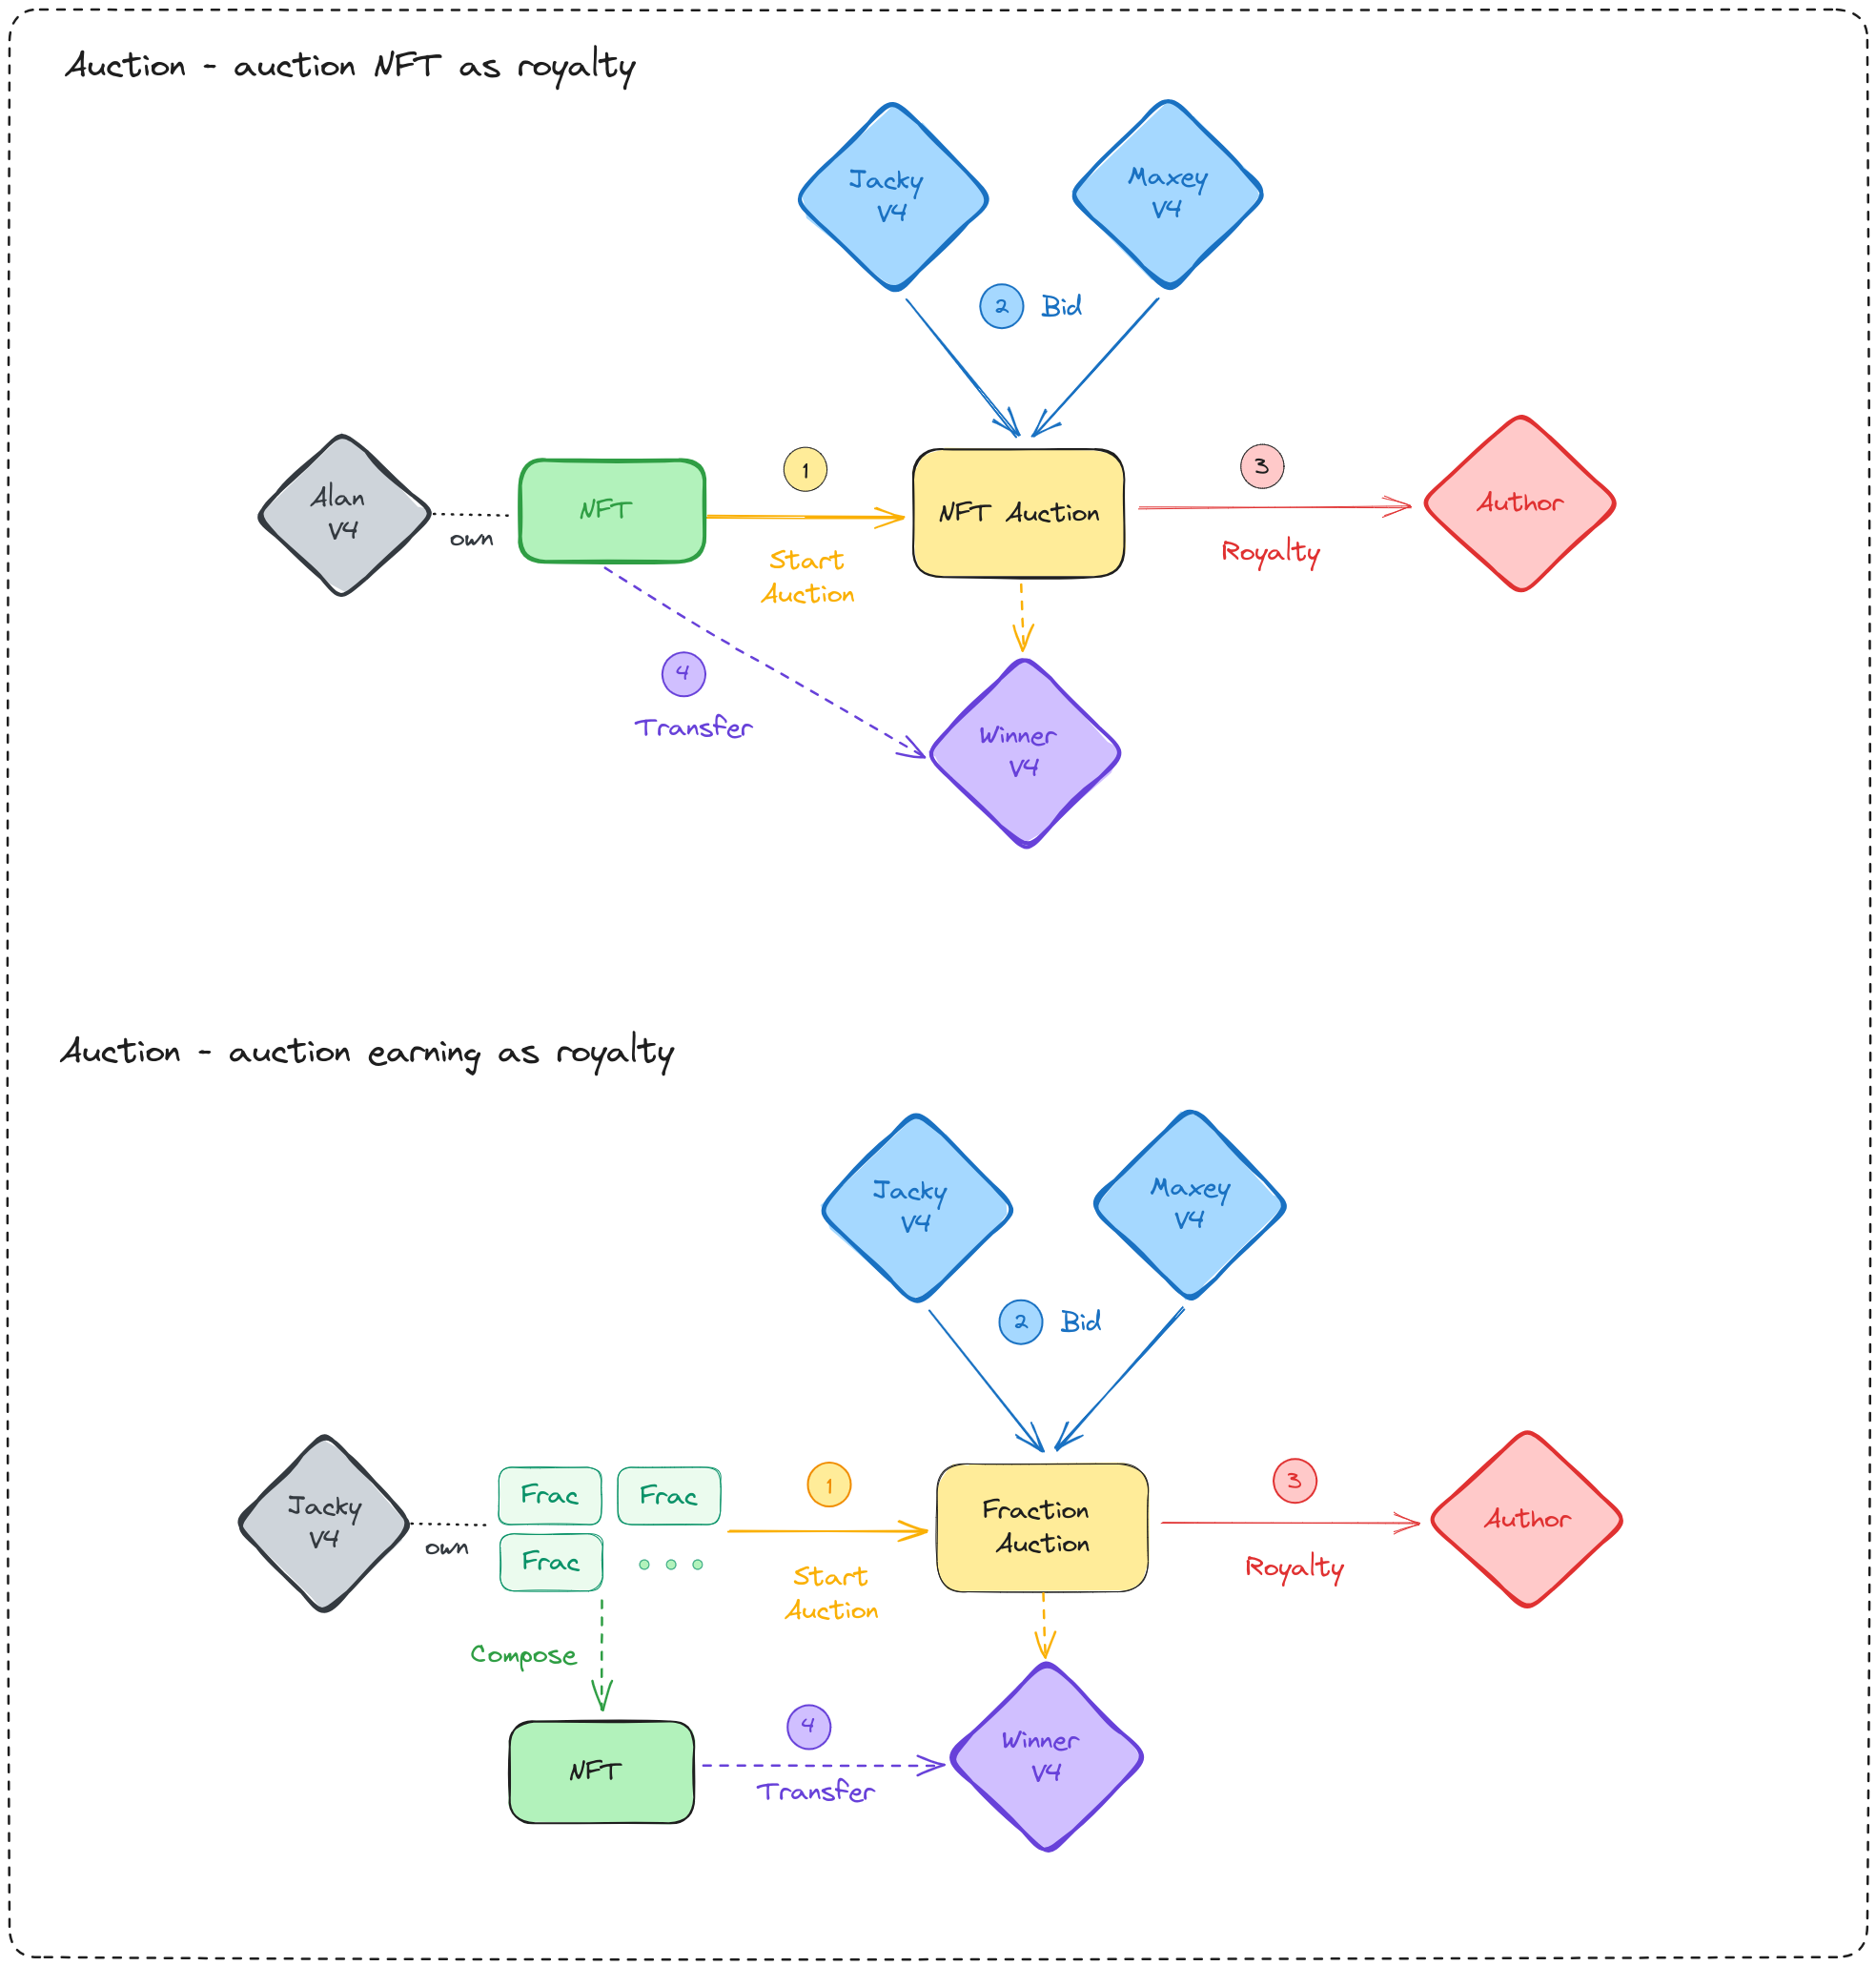 Auction - auction NFT as royalty
Jacky
V4
Maxey
V4
2
Bid
Alan
V4
own
NFT
1
Start
Auction
NFT Auction
3
Royalty
Author
4
Transfer
Winner
V4
Auction - auction earning as royalty
Jacky
V4
Maxey
V4
2
Bid
Jacky
V4
own
Frac
Frac
Frac
1
Start
Auction
Fraction
Auction
3
Royalty
Author
Compose
NFT
4
Transfer
Winner
V4